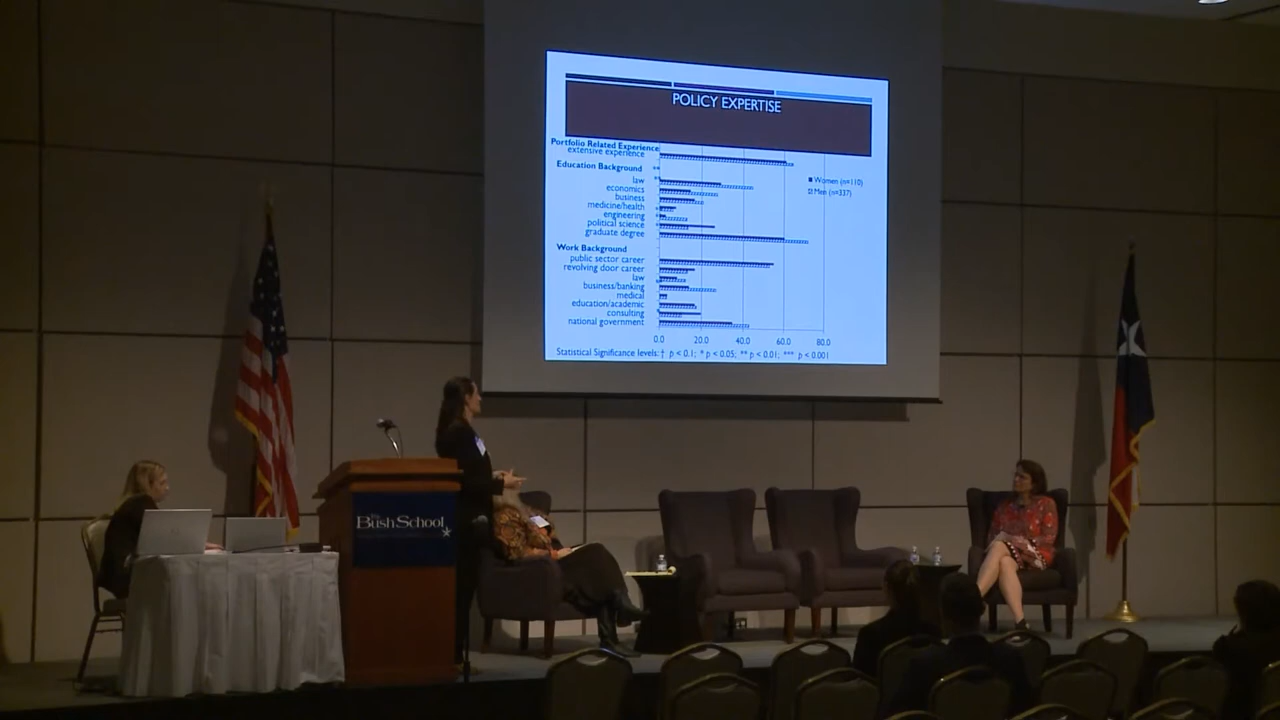 POLICY EXPERTISE
Portfolio Related Experience
extensive experience
Education Background
**
**
law
economics
business
medicine/health
engineering
political science
graduate degree
Work Background
public sector career
revolving door career
law
business/banking
medical
education/academic
consulting
national government
Women (n=110)
Men (n=337)
0.0 20.0 40.0 60.0 80.0
Statistical Significance levels: † p < 0.1; * p < 0.05; ** p < 0.01; *** p < 0.001
The
Bush School